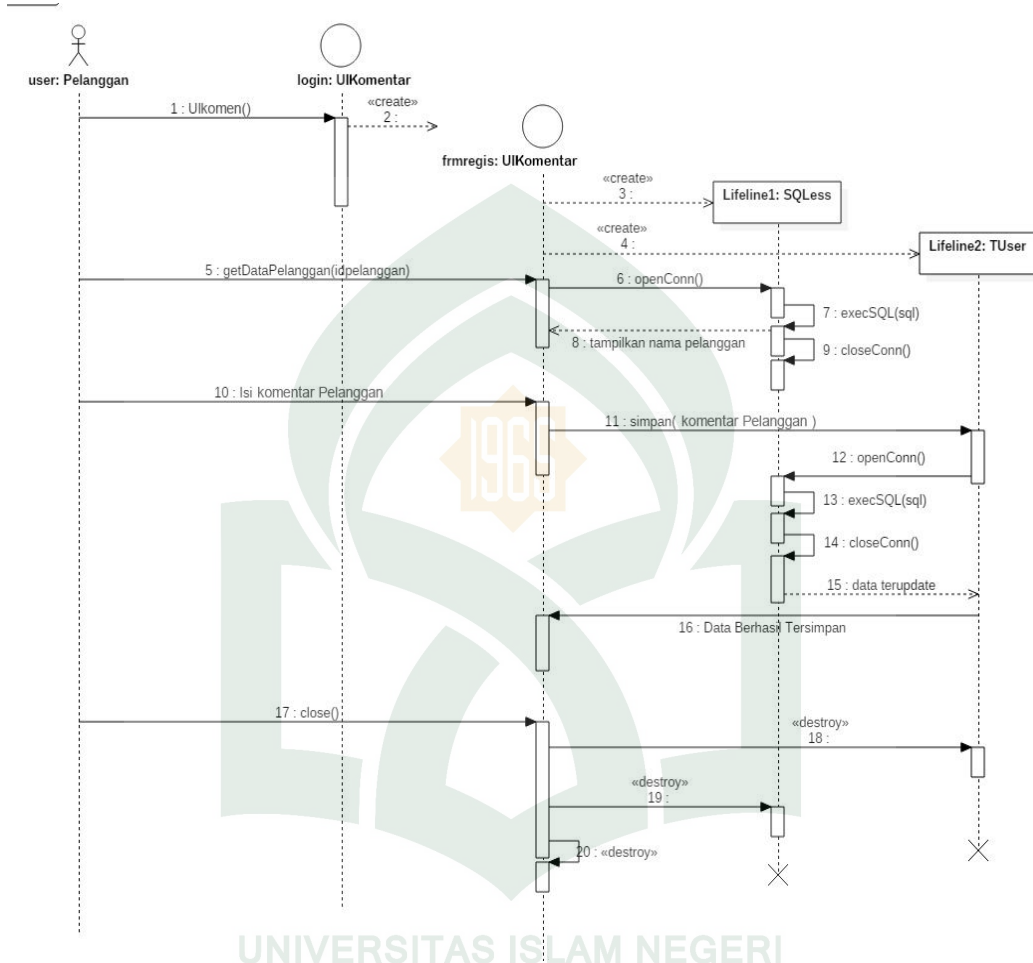 user: Pelanggan
login: UIKomentar
1 : UIkomen()
«create»
2 :
frmregis: UIKomentar
«create»
3 :
Lifeline1: SQLess
«create»
4 :
Lifeline2: TUser
5 : getDataPelanggan(idpelanggan)
6 : openConn()
7 : execSQL(sql)
8 : tampilkan nama pelanggan
9 : closeConn()
10 : Isi komentar Pelanggan
11 : simpan( komentar Pelanggan )
12 : openConn()
1969
13 : execSQL(sql)
14 : closeConn()
15 : data terupdate
16 : Data Berhasil Tersimpan
17 : close()
«destroy»
18 :
«destroy»
19 :
20 : «destroy»
UNIVERSITAS ISLAM NEGERI